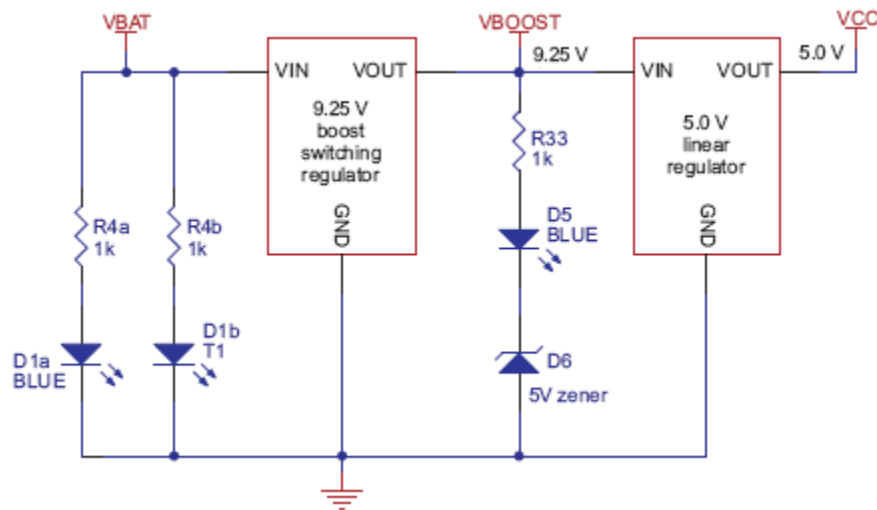 VBAT
VBOOST
VCC
VIN
VOUT
9.25 V
boost
switching
regulator
GND
9.25 V
VIN
VOUT
5.0 V
linear
regulator
GND
5.0 V
R4a
1k
R4b
1k
R33
1k
D5
BLUE
D1a
BLUE
D1b
T1
D6
5V zener